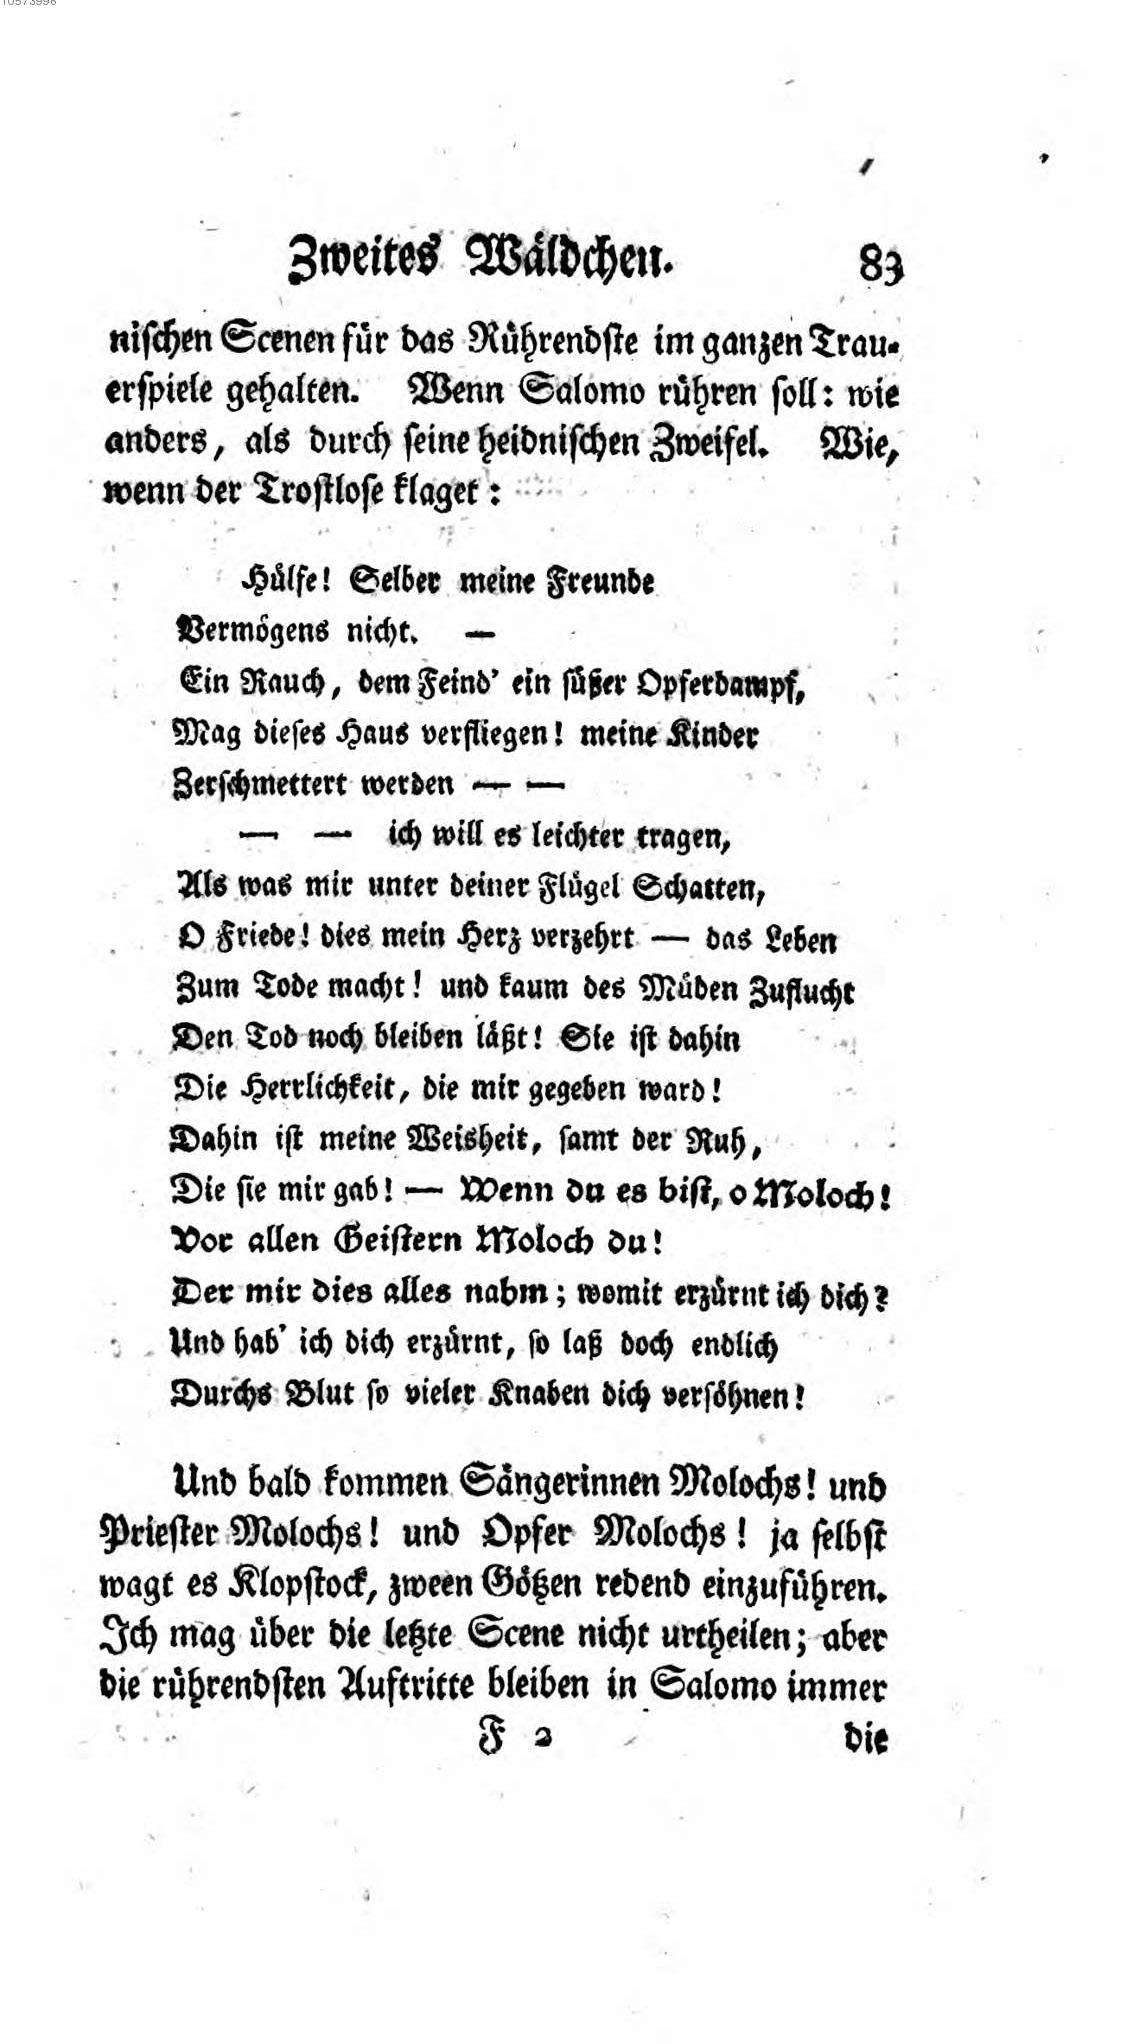 10573996
Zweites Wäldchen. 83
nischen Scenen für das Rührendste im ganzen Trau-
erspiele gehalten. Wenn Salomo rühren soll: wie
anders, als durch seine heidnischen Zweifel. Wie,
wenn der Trostlose klaget:
Hülfe! Selber meine Freunde
Vermögens nicht. —
Ein Rauch, dem Feind' ein süßer Opferdampf,
Mag dieses Haus verfliegen! meine Kinder
Zerschmettert werden — —
— — ich will es leichter tragen,
Als was mir unter deiner Flügel Schatten,
O Friede! dies mein Herz verzehrt — das Leben
Zum Tode macht! und kaum des Müden Zuflucht
Den Tod noch bleiben läßt! Sie ist dahin
Die Herrlichkeit, die mir gegeben ward!
Dahin ist meine Weisheit, samt der Ruh,
Die sie mir gab! — Wenn du es bist, o Moloch!
Vor allen Geistern Moloch du!
Der mir dies alles nahm; womit erzürnt ich dich?
Und hab' ich dich erzürnt, so laß doch endlich
Durchs Blut so vieler Knaben dich versöhnen!
Und bald kommen Sängerinnen Molochs! und
Priester Molochs! und Opfer Molochs! ja selbst
wagt es Klopstock, zween Götzen redend einzuführen.
Ich mag über die letzte Scene nicht urtheilen; aber
die rührendsten Auftritte bleiben in Salomo immer
F 2 die